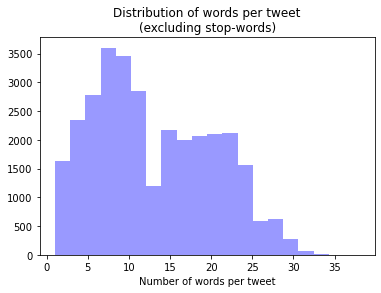 Distribution of words per tweet
(excluding stop-words)
3500
3000
2500
2000
1500
1000
500
0
0 5 10 15 20 25 30 35
Number of words per tweet